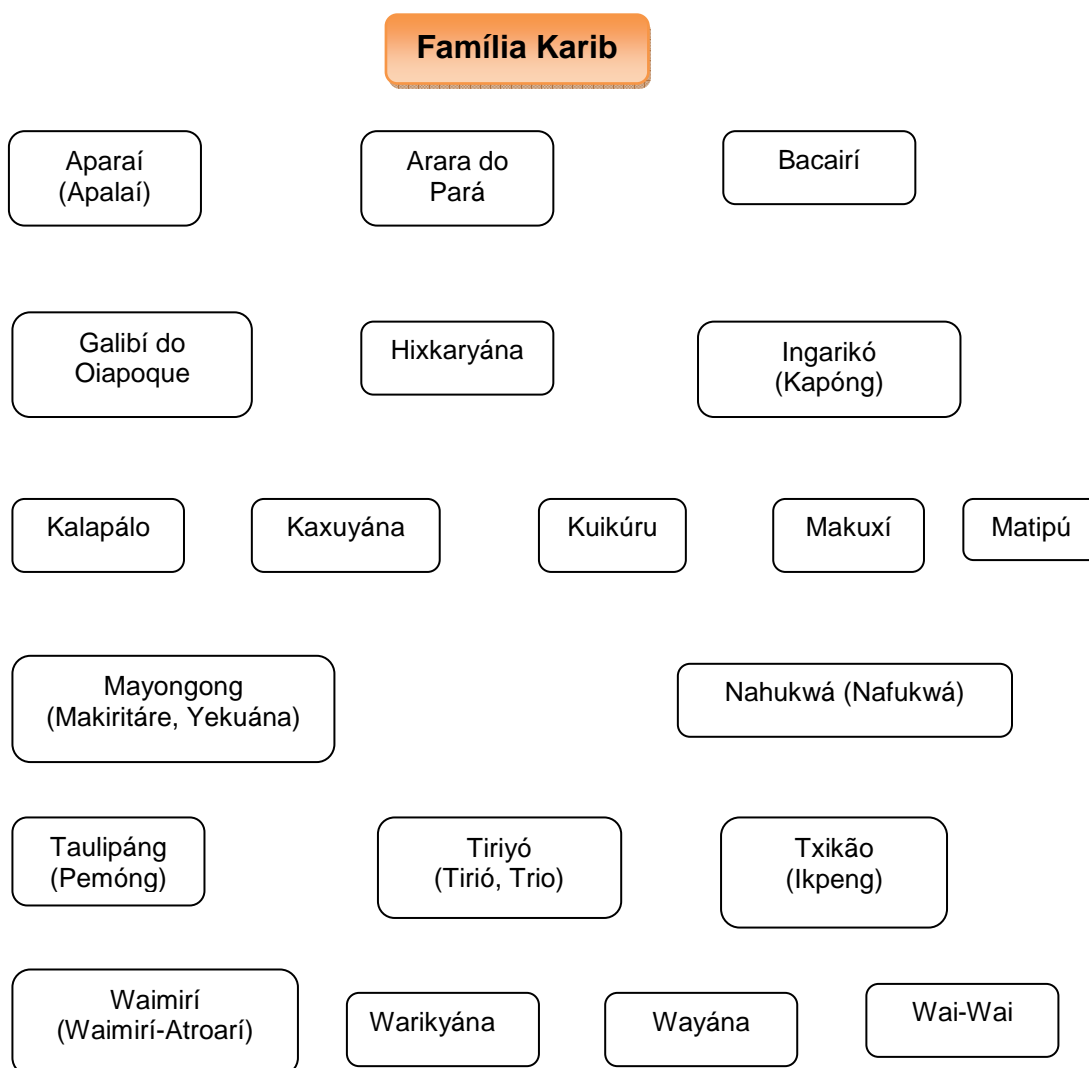 Família Karib
Aparaí
(Apalaí)
Arara do
Pará
Bacairí
Galibí do
Oiapoque
Hixkaryána
Ingarikó
(Kapóng)
Kalapálo
Kaxuyána
Kuikúru
Makuxí
Matipú
Mayongong
(Makiritáre, Yekuána)
Nahukwá (Nafukwá)
Taulipáng
(Pemóng)
Tiriyó
(Tirió, Trio)
Txikão
(Ikpeng)
Waimirí
(Waimirí-Atroarí)
Warikyána
Wayána
Wai-Wai